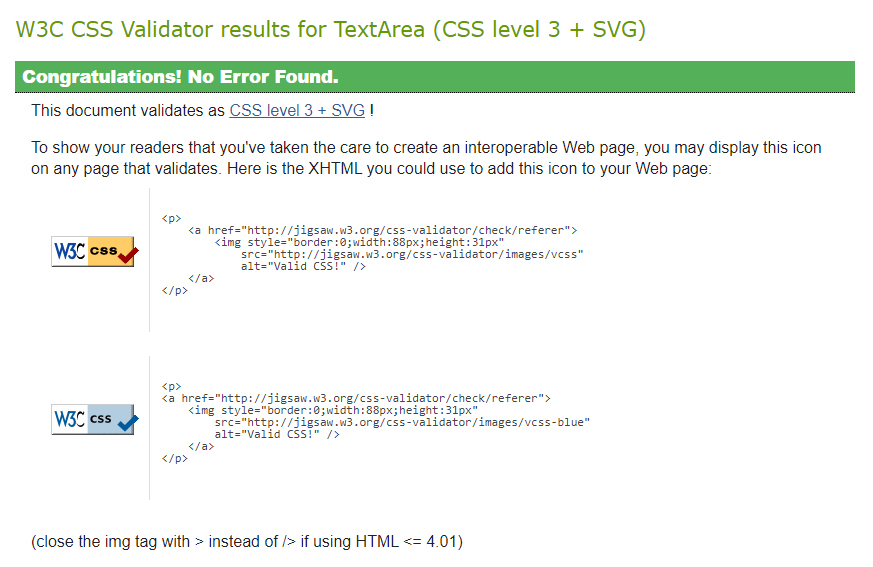 W3C CSS Validator results for TextArea (CSS level 3 + SVG)
Congratulations! No Error Found.
This document validates as CSS level 3 + SVG !
To show your readers that you've taken the care to create an interoperable Web page, you may display this icon
on any page that validates. Here is the XHTML you could use to add this icon to your Web page:
W3C css
<p>
<a href="http://jigsaw.w3.org/css-validator/check/referer">
<img style="border:0;width:88px;height:31px"
src="http://jigsaw.w3.org/css-validator/images/vcss"
alt="Valid CSS!" />
</a>
</p>
W3C css
<p>
<a href="http://jigsaw.w3.org/css-validator/check/referer">
<img style="border:0;width:88px;height:31px"
src="http://jigsaw.w3.org/css-validator/images/vcss-blue"
alt="Valid CSS!" />
</a>
</p>
(close the img tag with > instead of /> if using HTML <= 4.01)